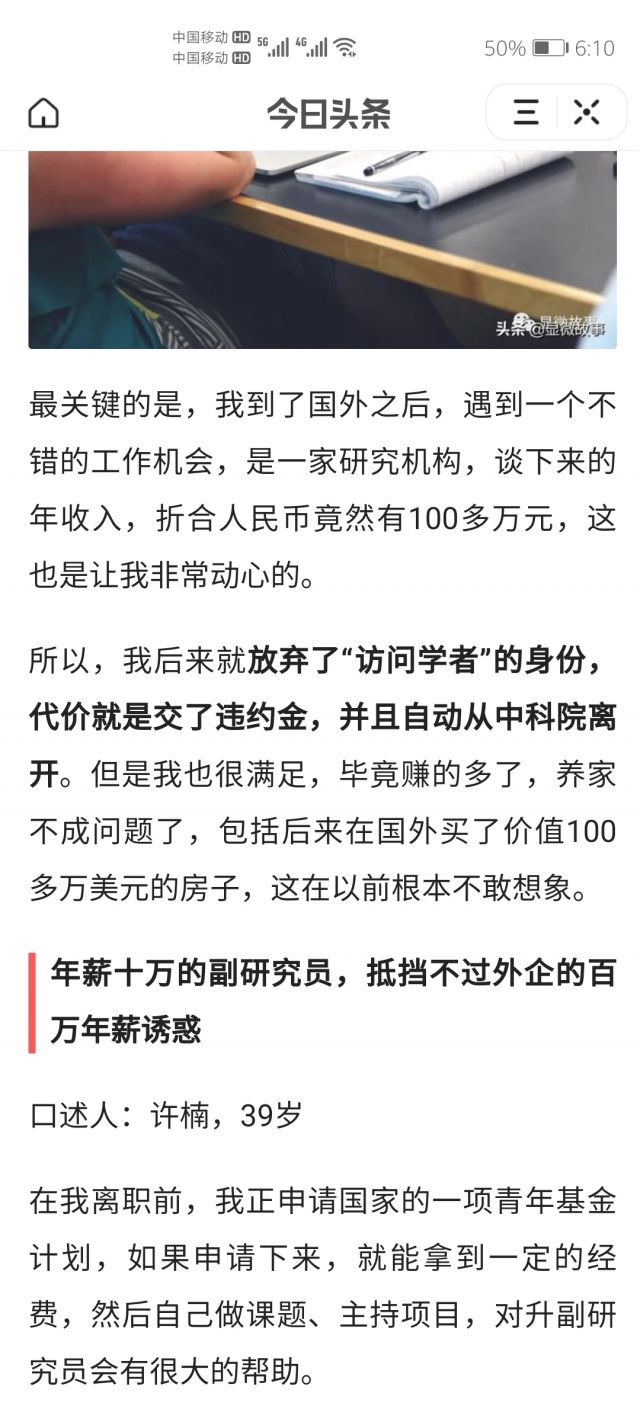 中国移动 HD 5G 4G 50% 6:10
中国移动 HD
今日头条
头条 @显微故事
最关键的是，我到了国外之后，遇到一个不
错的工作机会，是一家研究机构，谈下来的
年收入，折合人民币竟然有100多万元，这
也是让我非常动心的。
所以，我后来就放弃了“访问学者”的身份，
代价就是交了违约金，并且自动从中科院离
开。但是我也很满足，毕竟赚的多了，养家
不成问题了，包括后来在国外买了价值100
多万美元的房子，这在以前根本不敢想象。
年薪十万的副研究员，抵挡不过外企的百
万年薪诱惑
口述人：许楠，39岁
在我离职前，我正申请国家的一项青年基金
计划，如果申请下来，就能拿到一定的经
费，然后自己做课题、主持项目，对升副研
究员会有很大的帮助。